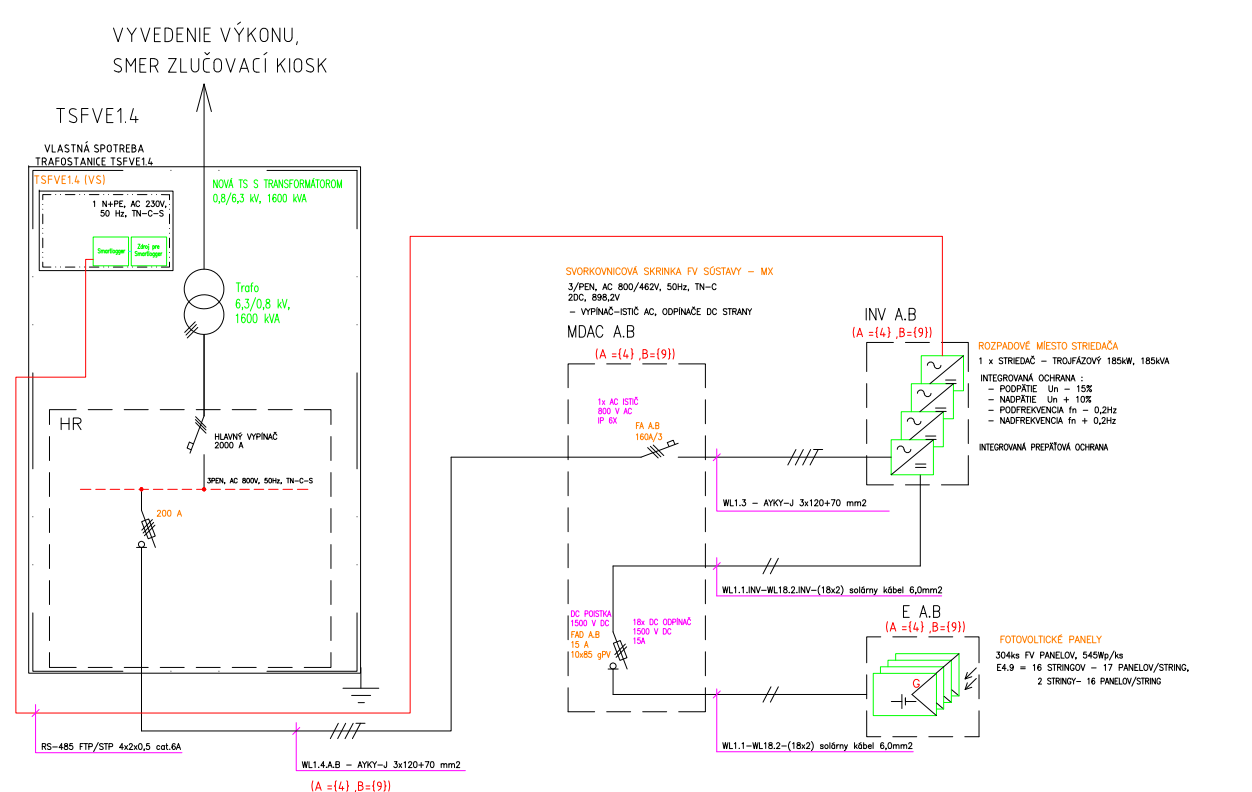 VYVEDENIE VÝKONU,
SMER ZLUČOVACÍ KIOSK
TSFVE1.4
VLASTNÁ SPOTREBA
TRAFOSTANICE TSFVE1.4
TSFVE1.4 (VS)
1 N+PE, AC 230V,
50 Hz, TN-C-S
Smartlogger
Zdroj pre
Smartlogger
NOVÁ TS S TRANSFORMÁTOROM
0,8/6,3 kV, 1600 kVA
Trafo
6,3/0,8 kV,
1600 kVA
HR
HLAVNÝ VYPÍNAČ
2000 A
3PEN, AC 800V, 50Hz, TN-C-S
200 A
RS-485 FTP/STP 4x2x0,5 cat.6A
WL1.4.A.B - AYKY-J 3x120+70 mm2
(A ={4} ,B={9})
SVORKOVNICOVÁ SKRINKA FV SÚSTAVY - MX
3/PEN, AC 800/462V, 50Hz, TN-C
2DC, 898,2V
- VYPÍNAČ-ISTIČ AC, ODPÍNAČE DC STRANY
MDAC A.B
(A ={4} ,B={9})
1x AC ISTIČ
800 V AC
IP 6X
FA A.B
160A/3
WL1.3 - AYKY-J 3x120+70 mm2
WL1.1.INV-WL18.2.INV-(18x2) solárny kábel 6,0mm2
DC POISTKA
1500 V DC
FAD A.B
15 A
10x85 gPV
18x DC ODPÍNAČ
1500 V DC
15A
WL1.1-WL18.2-(18x2) solárny kábel 6,0mm2
INV A.B
(A ={4} ,B={9})
ROZPADOVÉ MIESTO STRIEDAČA
1 x STRIEDAČ - TROJFÁZOVÝ 185kW, 185kVA
INTEGROVANÁ OCHRANA :
- PODPÄTIE Un - 15%
- NADPÄTIE Un + 10%
- PODFREKVENCIA fn - 0,2Hz
- NADFREKVENCIA fn + 0,2Hz
INTEGROVANÁ PREPÄŤOVÁ OCHRANA
E A.B
(A ={4} ,B={9})
G
FOTOVOLTICKÉ PANELY
304ks FV PANELOV, 545Wp/ks
E4.9 = 16 STRINGOV - 17 PANELOV/STRING,
2 STRINGY- 16 PANELOV/STRING